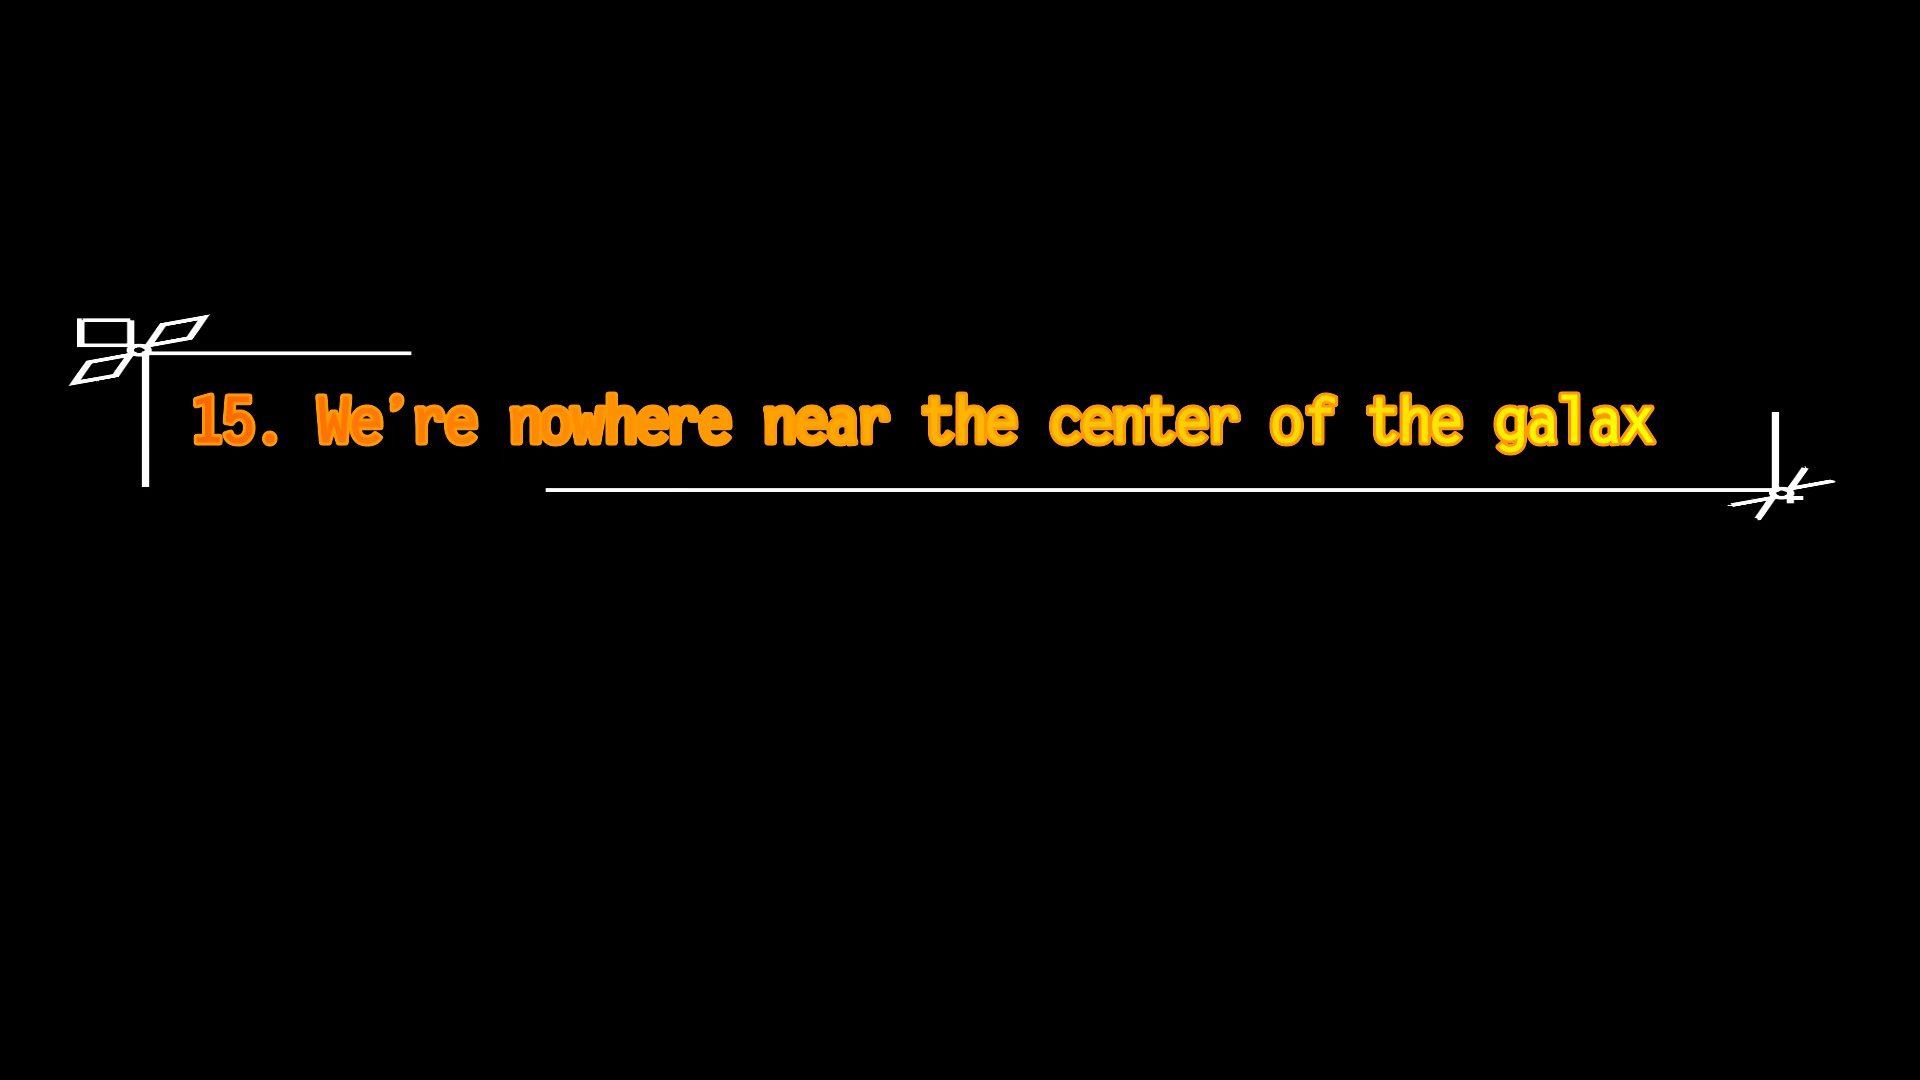 15. We’re nowhere near the center of the galax